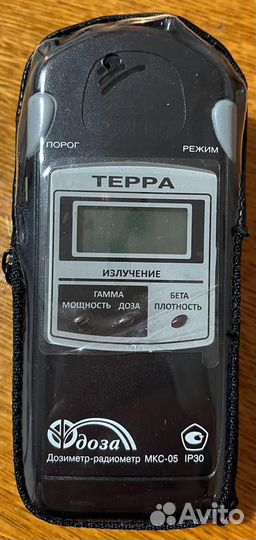 ПОРОГ РЕЖИМ
ТЕРРА
ИЗЛУЧЕНИЕ
ГАММА БЕТА
МОЩНОСТЬ ДОЗА ПЛОТНОСТЬ
доза
Дозиметр-радиометр МКС-05 IP30
Avito